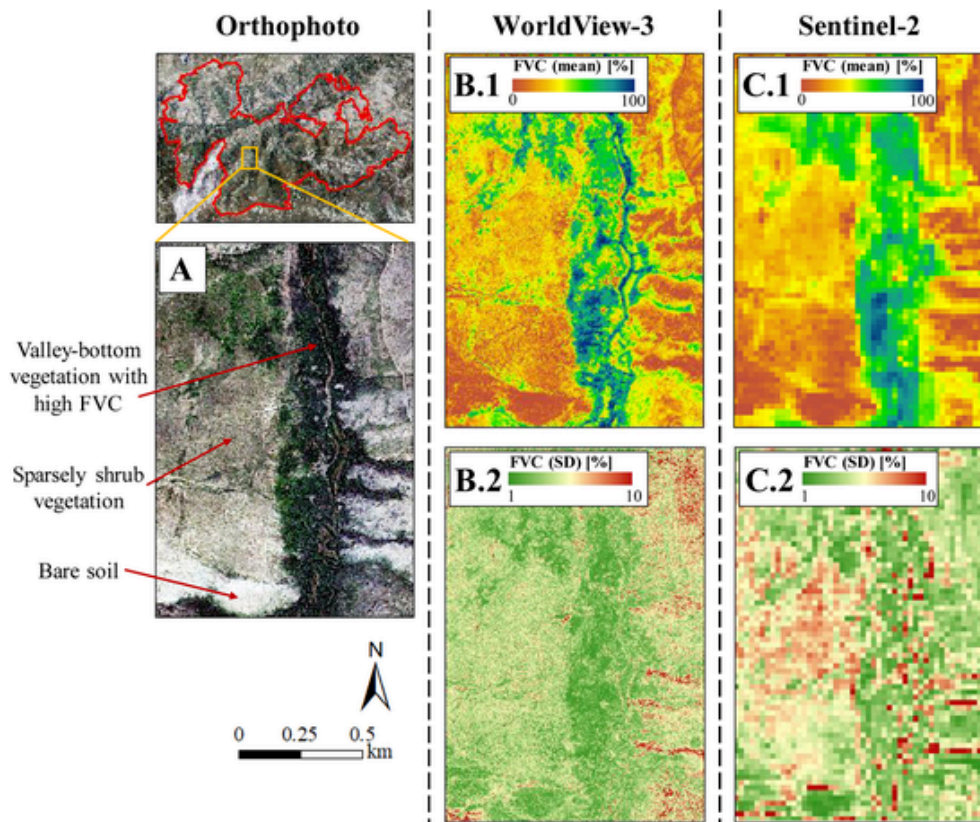 Orthophoto
WorldView-3
Sentinel-2
A
Valley-bottom
vegetation with
high FVC
Sparsely shrub
vegetation
Bare soil
N
0 0.25 0.5
km
B.1
FVC (mean) [%]
0 100
C.1
FVC (mean) [%]
0 100
B.2
FVC (SD) [%]
1 10
C.2
FVC (SD) [%]
1 10